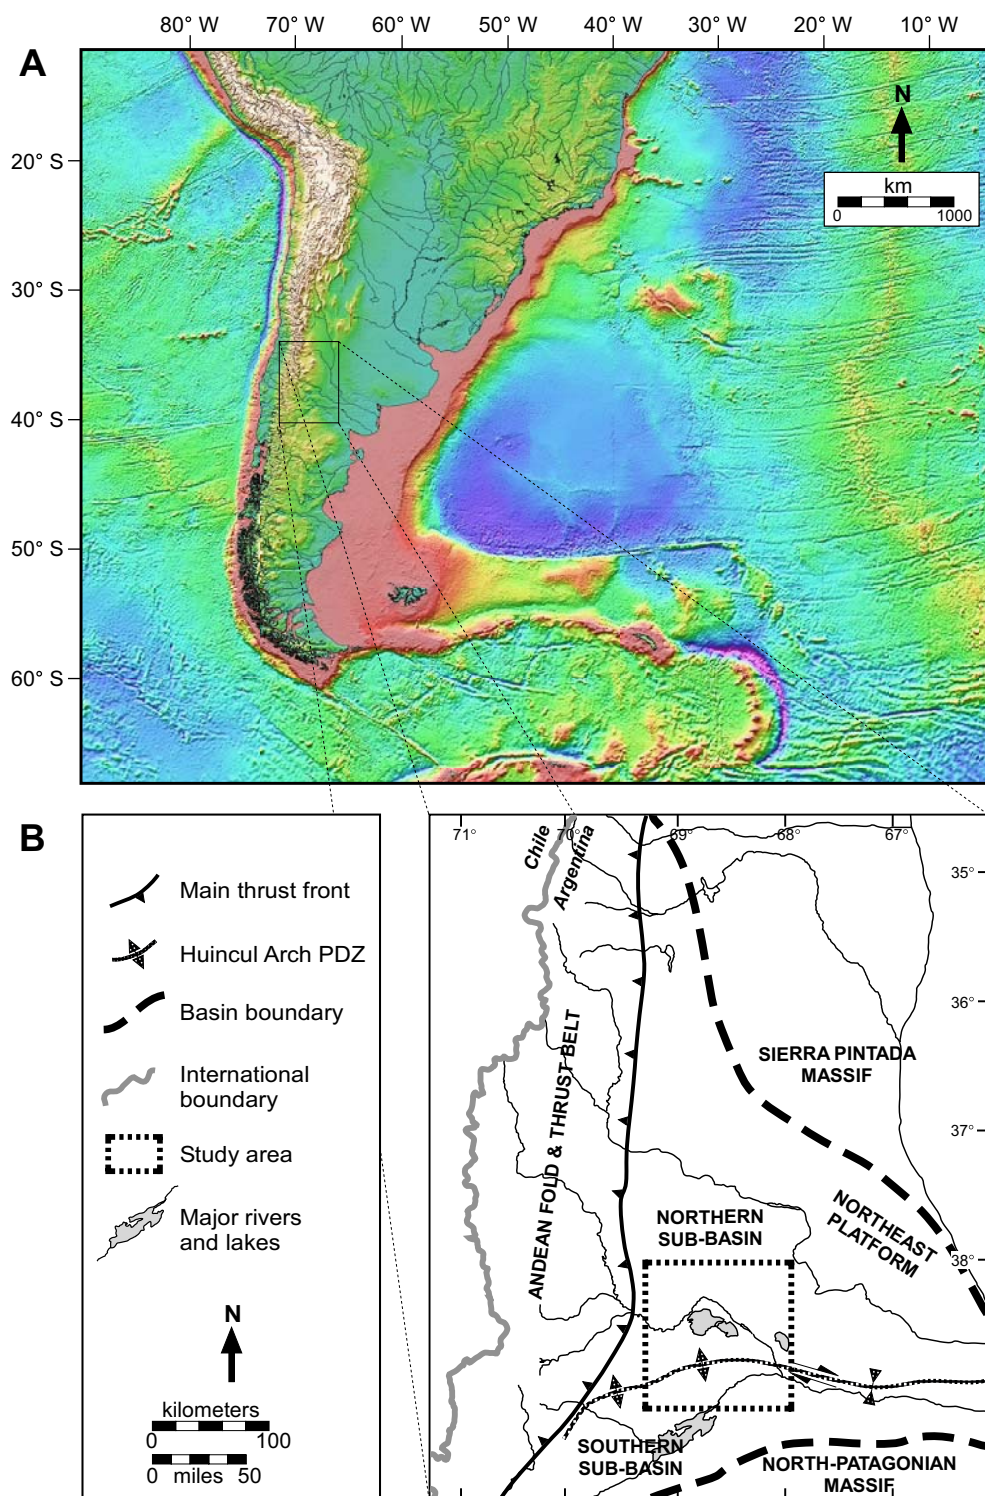 80° W 70° W 60° W 50° W 40° W 30° W 20° W 10° W
A
N
km
0 1000
20° S
30° S
40° S
50° S
60° S
B
Main thrust front
Huincul Arch PDZ
Basin boundary
International
boundary
Study area
Major rivers
and lakes
N
kilometers
0 100
0 miles 50
71° 70° 69° 68° 67°
Chile
Argentina
35°
36°
37°
38°
ANDEAN FOLD & THRUST BELT
SIERRA PINTADA
MASSIF
NORTHEAST
PLATFORM
NORTHERN
SUB-BASIN
SOUTHERN
SUB-BASIN
NORTH-PATAGONIAN
MASSIF